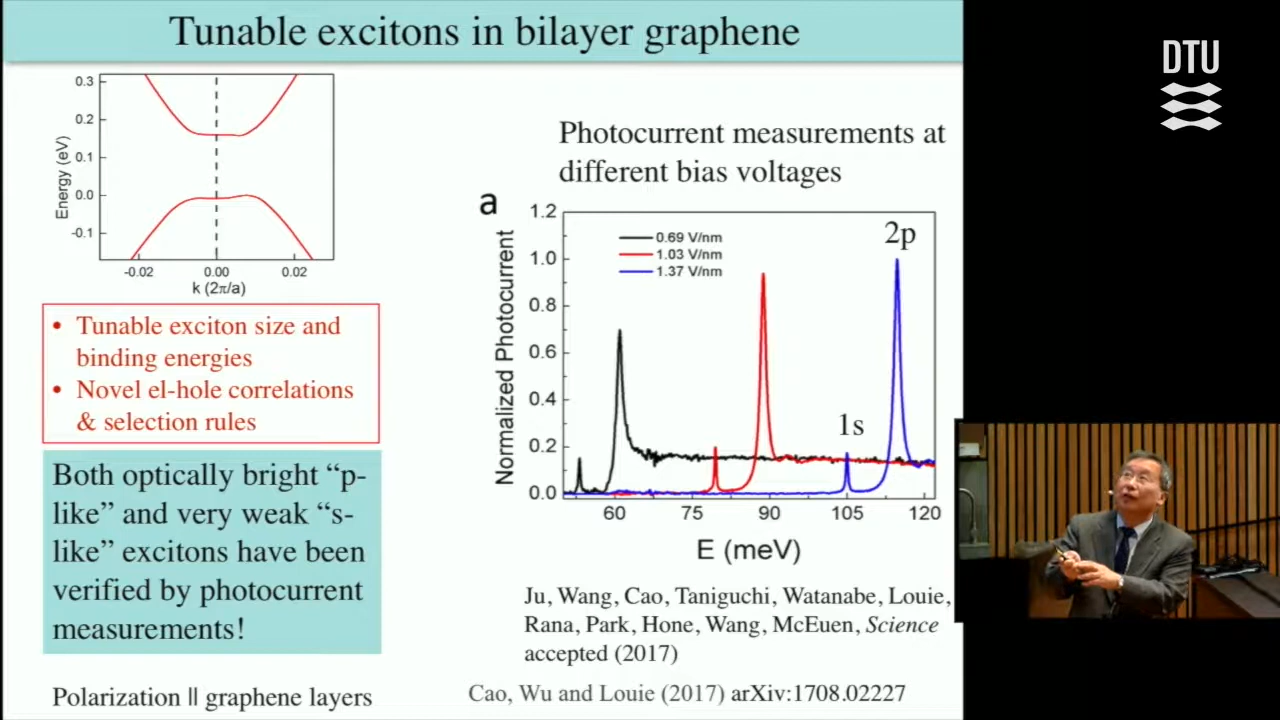 Tunable excitons in bilayer graphene
DTU
0.3
0.2
0.1
0.0
-0.1
Energy (eV)
-0.02
0.00
0.02
k (2π/a)
• Tunable exciton size and
binding energies
• Novel el-hole correlations
& selection rules
Both optically bright “p-
like” and very weak “s-
like” excitons have been
verified by photocurrent
measurements!
Polarization ǁ graphene layers
Photocurrent measurements at
different bias voltages
a
Normalized Photocurrent
1.2
1.0
0.8
0.6
0.4
0.2
0.0
0.69 V/nm
1.03 V/nm
1.37 V/nm
2p
1s
60
75
90
105
120
E (meV)
Ju, Wang, Cao, Taniguchi, Watanabe, Louie,
Rana, Park, Hone, Wang, McEuen, Science
accepted (2017)
Cao, Wu and Louie (2017) arXiv:1708.02227